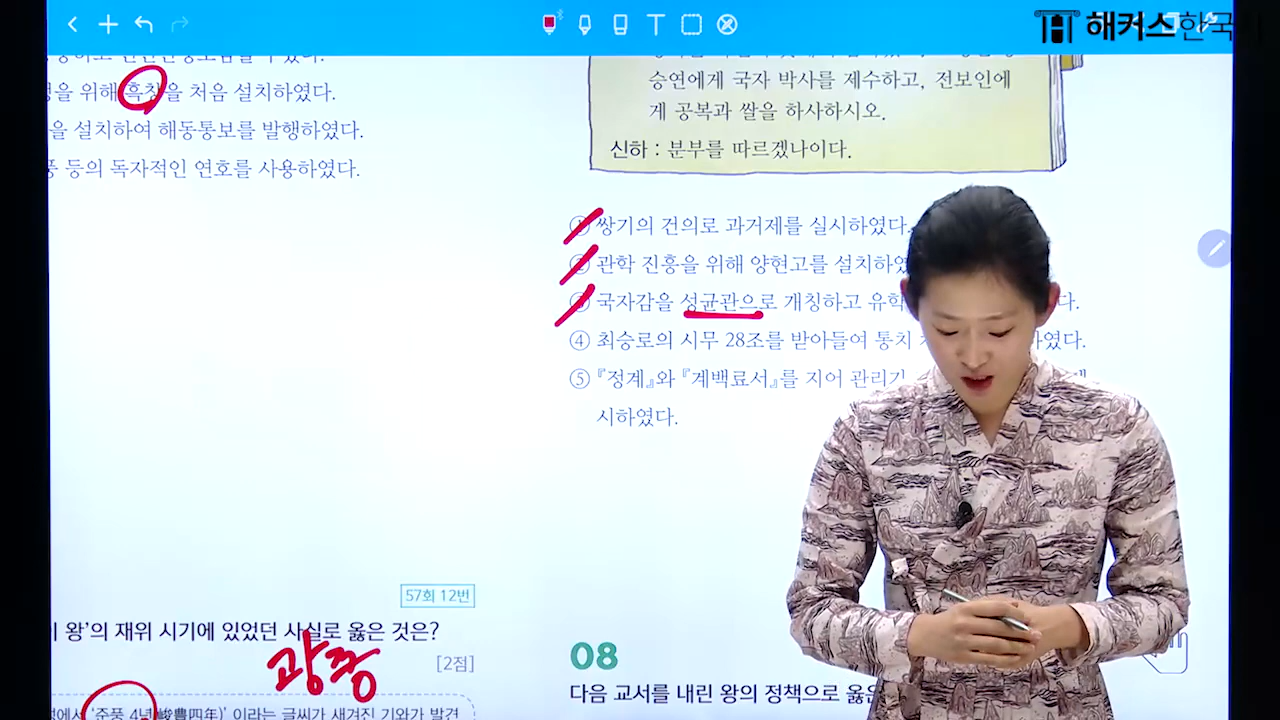 해커스한국
을 위해 흑창을 처음 설치하였다.
을 설치하여 해동통보를 발행하였다.
등의 독자적인 연호를 사용하였다.
57회 12번
왕'의 재위 시기에 있었던 사실로 옳은 것은?
[2점]
광종
에서 '준풍 4년(峻豊四年)' 이라는 글씨가 새겨진 기와가 발견
승연에게 국자 박사를 제수하고, 전보인에
게 공복과 쌀을 하사하시오.
신하 : 분부를 따르겠나이다.
① 쌍기의 건의로 과거제를 실시하였다.
② 관학 진흥을 위해 양현고를 설치하였
③ 국자감을 성균관으로 개칭하고 유학 다.
④ 최승로의 시무 28조를 받아들여 통치 하였다.
⑤ 『정계』와 『계백료서』를 지어 관리가
시하였다.
08
다음 교서를 내린 왕의 정책으로 옳은